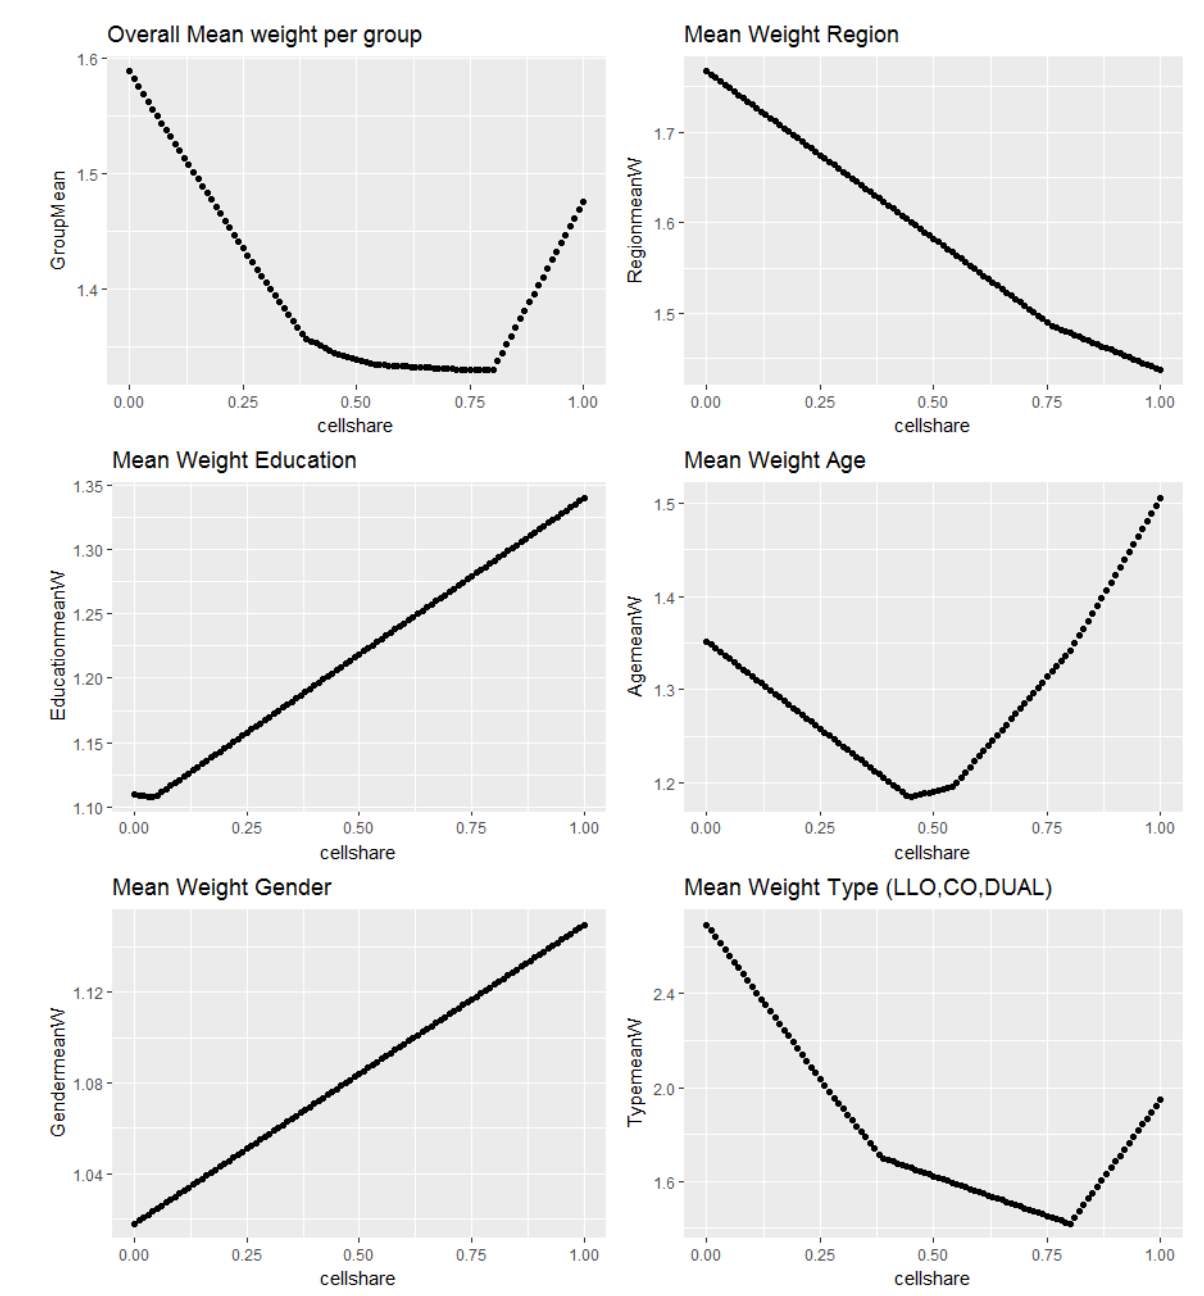 Overall Mean weight per group
1.6
1.5
1.4
GroupMean
0.00 0.25 0.50 0.75 1.00
cellshare
Mean Weight Region
1.7
1.6
1.5
RegionmeanW
0.00 0.25 0.50 0.75 1.00
cellshare
Mean Weight Education
1.35
1.30
1.25
1.20
1.15
1.10
EducationmeanW
0.00 0.25 0.50 0.75 1.00
cellshare
Mean Weight Age
1.5
1.4
1.3
1.2
AgemeanW
0.00 0.25 0.50 0.75 1.00
cellshare
Mean Weight Gender
1.12
1.08
1.04
GendermeanW
0.00 0.25 0.50 0.75 1.00
cellshare
Mean Weight Type (LLO,CO,DUAL)
2.4
2.0
1.6
TypemeanW
0.00 0.25 0.50 0.75 1.00
cellshare